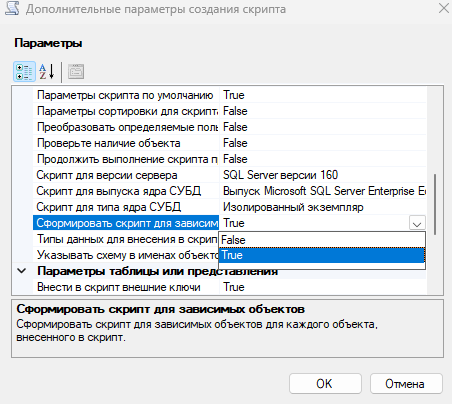 Дополнительные параметры создания скрипта
Параметры
Параметры скрипта по умолчанию True
Параметры сортировки для скрипта False
Преобразовать определяемые поль False
Проверьте наличие объекта False
Продолжить выполнение скрипта п False
Скрипт для версии сервера SQL Server версии 160
Скрипт для выпуска ядра СУБД Выпуск Microsoft SQL Server Enterprise Ec
Скрипт для типа ядра СУБД Изолированный экземпляр
Сформировать скрипт для зависим True
Типы данных для внесения в скрип False
Указывать схему в именах объекто True
Параметры таблицы или представления
Внести в скрипт внешние ключи True
Сформировать скрипт для зависимых объектов
Сформировать скрипт для зависимых объектов для каждого объекта,
внесенного в скрипт.
OK Отмена